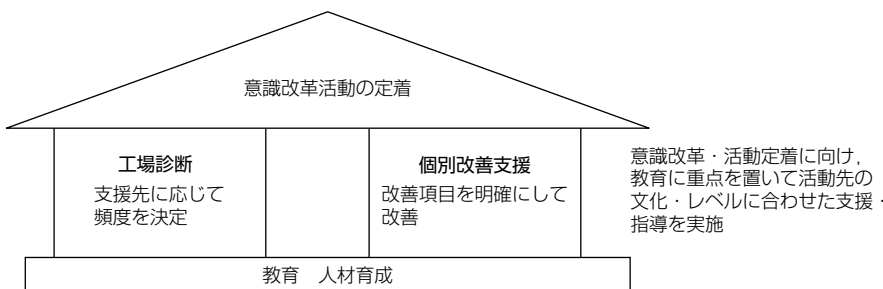 意識改革活動の定着
工場診断
支援先に応じて
頻度を決定
個別改善支援
改善項目を明確にして
改善
意識改革・活動定着に向け，
教育に重点を置いて活動先の
文化・レベルに合わせた支援・
指導を実施
教育　人材育成